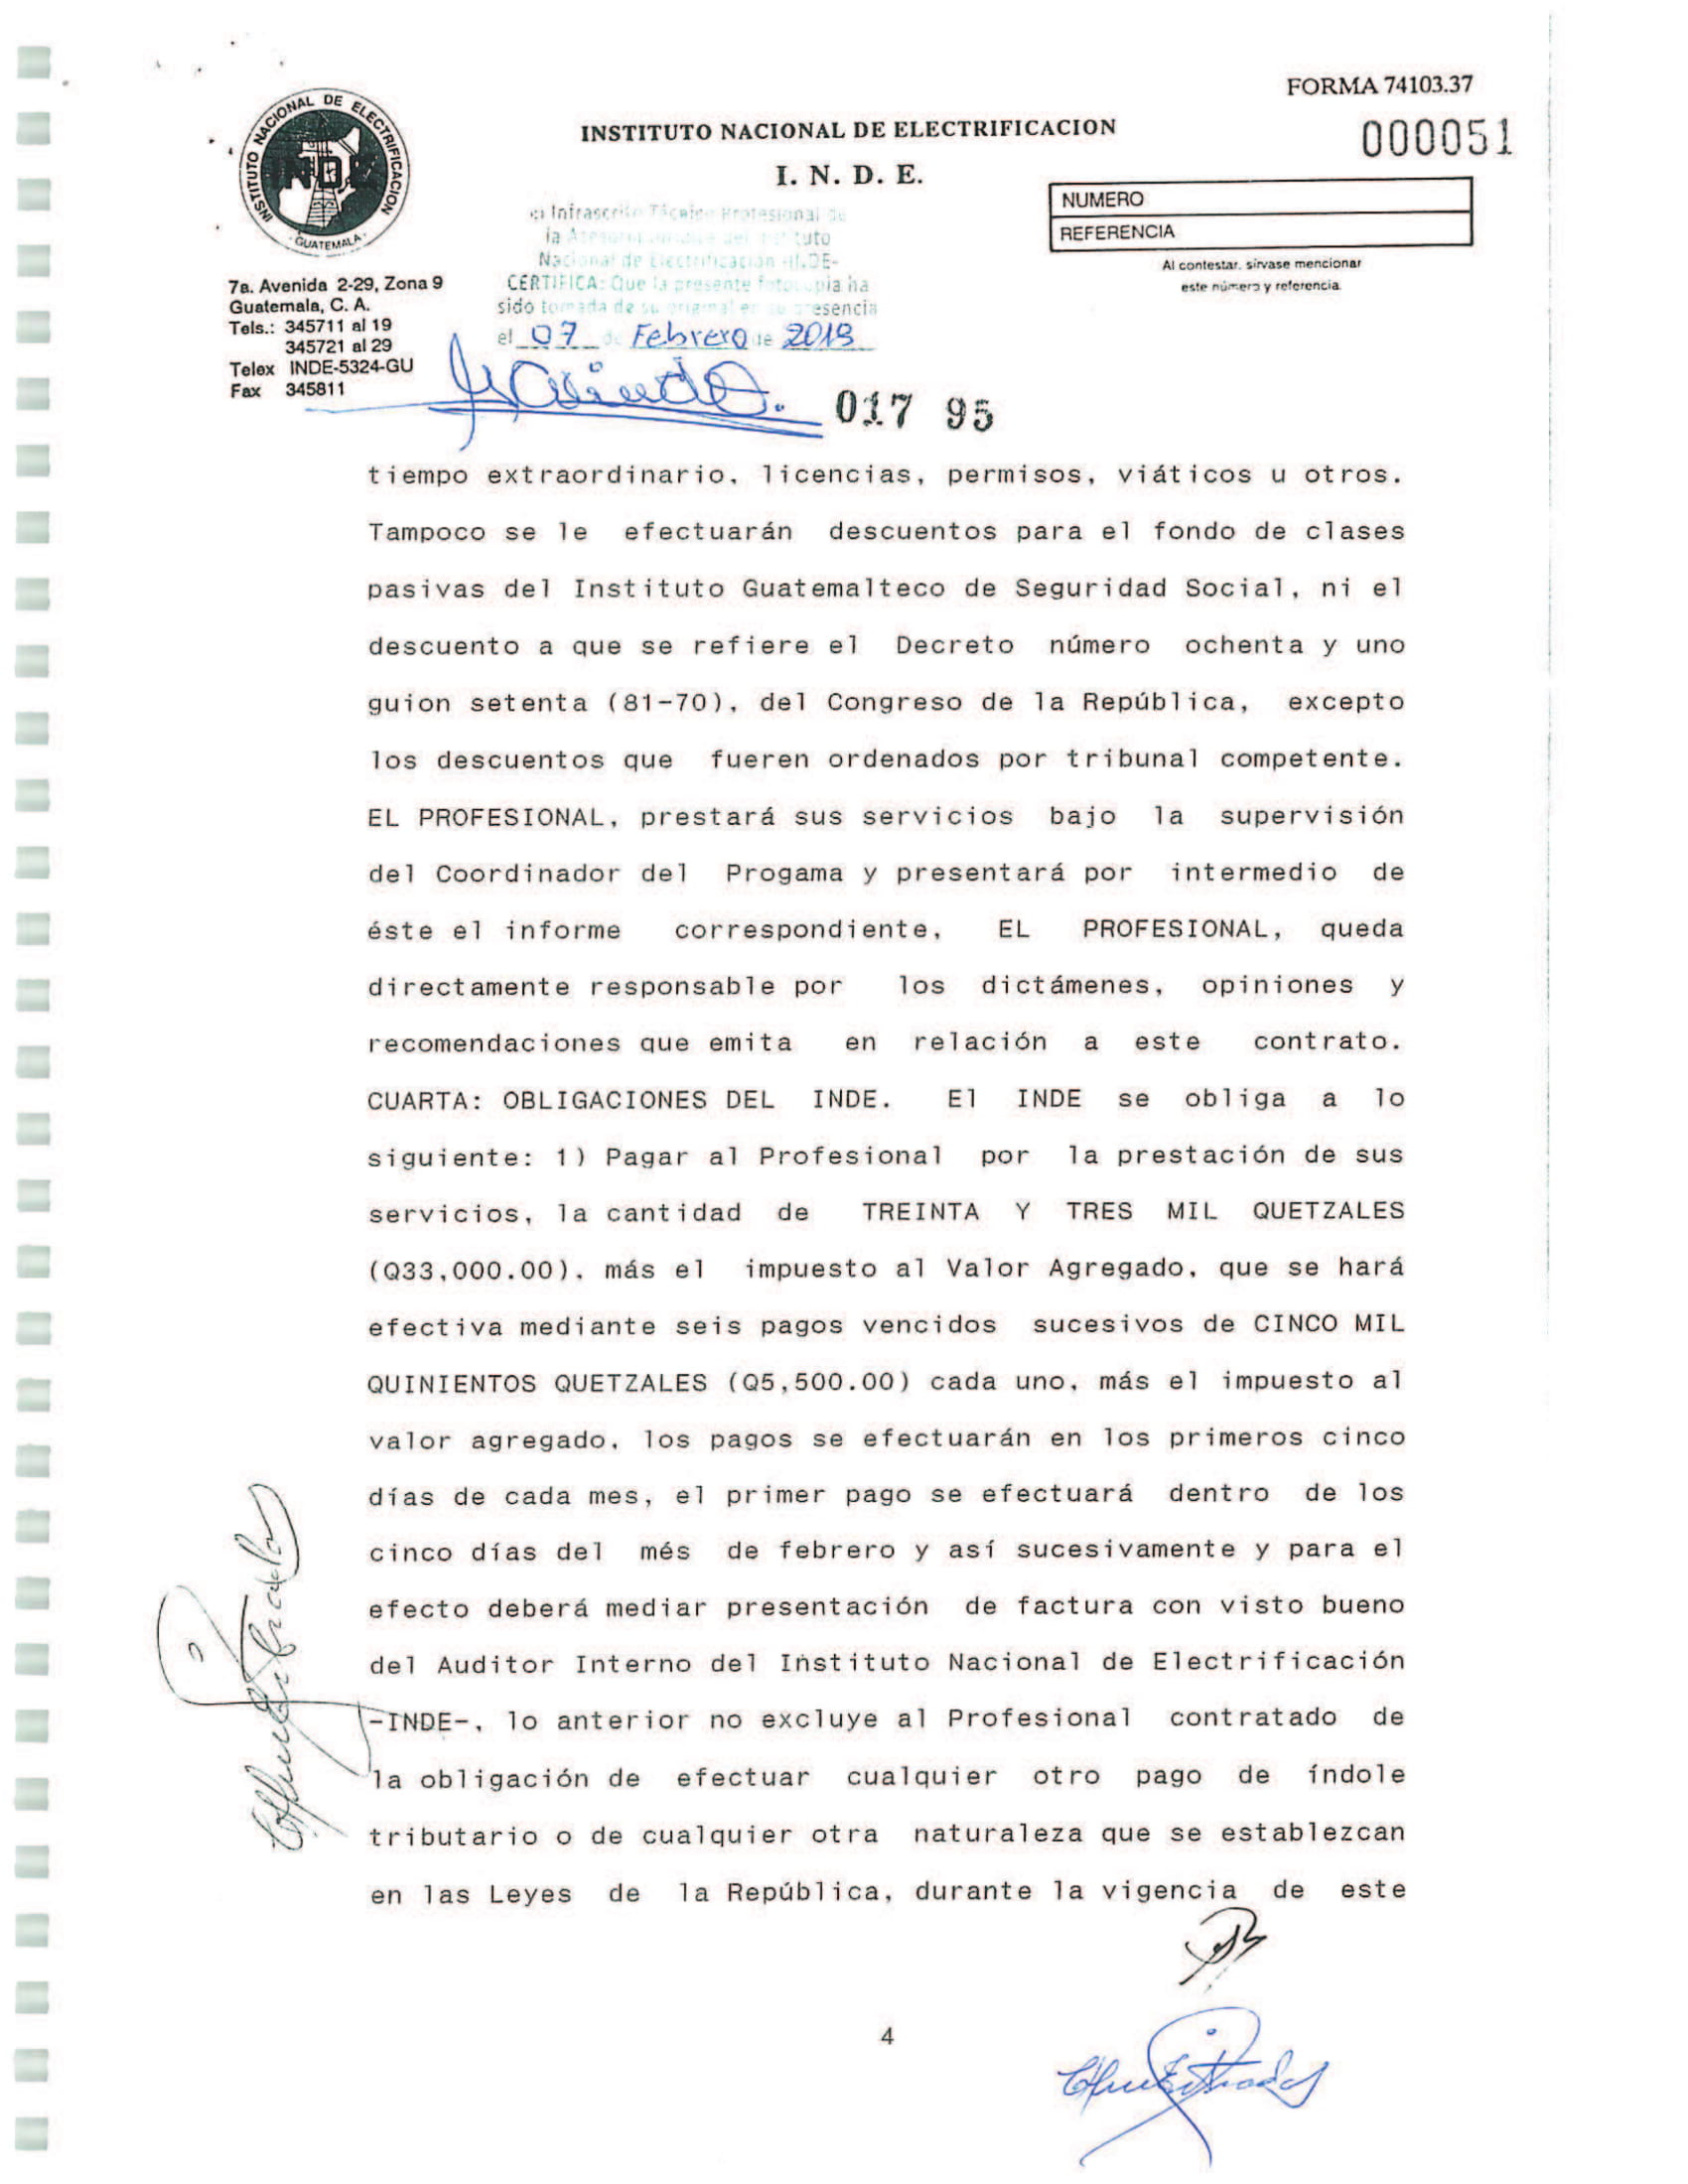 FORMA 74103.37
INSTITUTO NACIONAL DE ELECTRIFICACION
000051
I. N. D. E.
INSTITUTO NACIONAL DE ELECTRIFICACION
INDE
GUATEMALA
NUMERO
REFERENCIA
Al contestar, sírvase mencionar
este número y referencia.
7a. Avenida 2-29, Zona 9
Guatemala, C. A.
Tels.: 345711 al 19
345721 al 29
Telex INDE-5324-GU
Fax 345811
Infrascrito Técnico Profesional de
la Asesoría del Instituto
Nacional de Electrificación -INDE-
CERTIFICA: Que la presente fotocopia ha
sido tomada de su original en su presencia
el 07 de Febrero de 2013
017 95
tiempo extraordinario, licencias, permisos, viáticos u otros.
Tampoco se le efectuarán descuentos para el fondo de clases
pasivas del Instituto Guatemalteco de Seguridad Social, ni el
descuento a que se refiere el Decreto número ochenta y uno
guion setenta (81-70), del Congreso de la República, excepto
los descuentos que fueren ordenados por tribunal competente.
EL PROFESIONAL, prestará sus servicios bajo la supervisión
del Coordinador del Progama y presentará por intermedio de
éste el informe correspondiente, EL PROFESIONAL, queda
directamente responsable por los dictámenes, opiniones y
recomendaciones que emita en relación a este contrato.
CUARTA: OBLIGACIONES DEL INDE. El INDE se obliga a lo
siguiente: 1) Pagar al Profesional por la prestación de sus
servicios, la cantidad de TREINTA Y TRES MIL QUETZALES
(Q33,000.00), más el impuesto al Valor Agregado, que se hará
efectiva mediante seis pagos vencidos sucesivos de CINCO MIL
QUINIENTOS QUETZALES (Q5,500.00) cada uno, más el impuesto al
valor agregado, los pagos se efectuarán en los primeros cinco
días de cada mes, el primer pago se efectuará dentro de los
cinco días del més de febrero y así sucesivamente y para el
efecto deberá mediar presentación de factura con visto bueno
del Auditor Interno del Instituto Nacional de Electrificación
-INDE-, lo anterior no excluye al Profesional contratado de
la obligación de efectuar cualquier otro pago de índole
tributario o de cualquier otra naturaleza que se establezcan
en las Leyes de la República, durante la vigencia de este
4